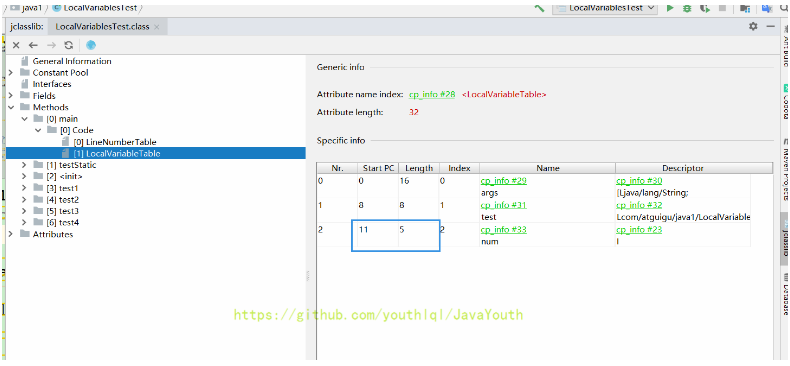 java1 LocalVariablesTest
LocalVariablesTest
jclasslib: LocalVariablesTest.class
General Information
Constant Pool
Interfaces
Fields
Methods
[0] main
[0] Code
[0] LineNumberTable
[1] LocalVariableTable
[1] testStatic
[2] <init>
[3] test1
[4] test2
[5] test3
[6] test4
Attributes
Generic info
Attribute name index: cp_info #28 <LocalVariableTable>
Attribute length: 32
Specific info
Nr. Start PC Length Index Name Descriptor
0 0 16 0 cp_info #29 cp_info #30
args [Ljava/lang/String;
1 8 8 1 cp_info #31 cp_info #32
test Lcom/atguigu/java1/LocalVariable
2 11 5 2 cp_info #33 cp_info #23
num I
https://github.com/youthlql/JavaYouth
Maven Projects
jclasslib
Database